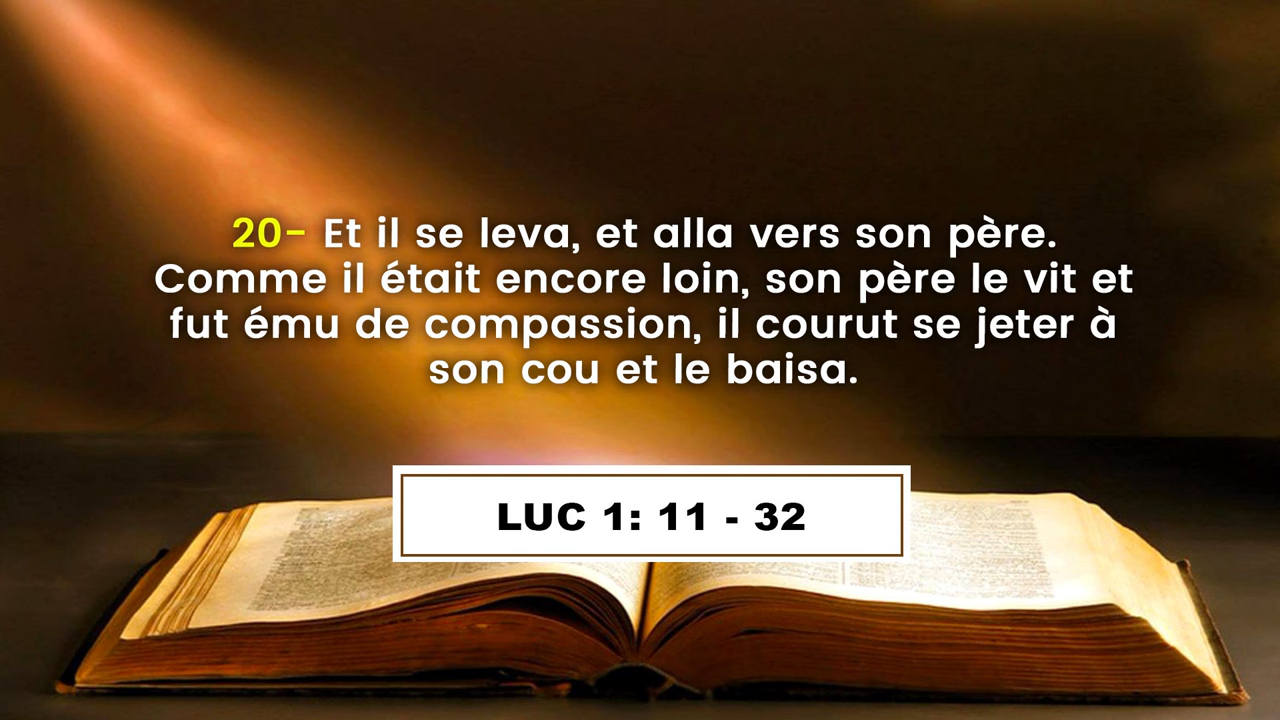 20- Et il se leva, et alla vers son père.
Comme il était encore loin, son père le vit et
fut ému de compassion, il courut se jeter à
son cou et le baisa.
LUC 1: 11 - 32